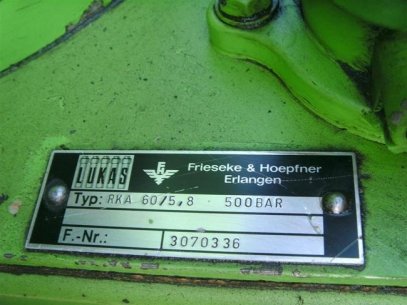 LUKAS
Frieseke & Hoepfner
Erlangen
Typ: RKA 60/5,8 500BAR
F.-Nr.: 3070336